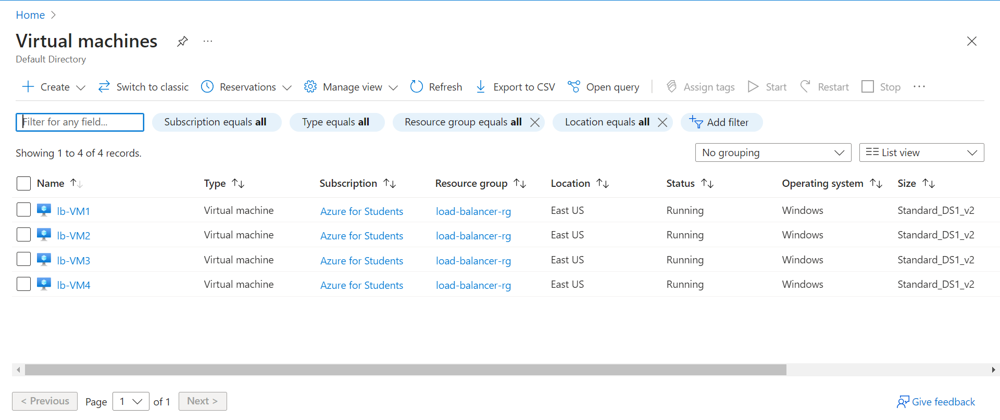 Home
Virtual machines
Default Directory
Create Switch to classic Reservations Manage view Refresh Export to CSV Open query Assign tags Start Restart Stop
Filter for any field... Subscription equals all Type equals all Resource group equals all Location equals all Add filter
Showing 1 to 4 of 4 records. No grouping List view
Name Type Subscription Resource group Location Status Operating system Size
lb-VM1 Virtual machine Azure for Students load-balancer-rg East US Running Windows Standard_DS1_v2
lb-VM2 Virtual machine Azure for Students load-balancer-rg East US Running Windows Standard_DS1_v2
lb-VM3 Virtual machine Azure for Students load-balancer-rg East US Running Windows Standard_DS1_v2
lb-VM4 Virtual machine Azure for Students load-balancer-rg East US Running Windows Standard_DS1_v2
< Previous Page 1 of 1 Next > Give feedback